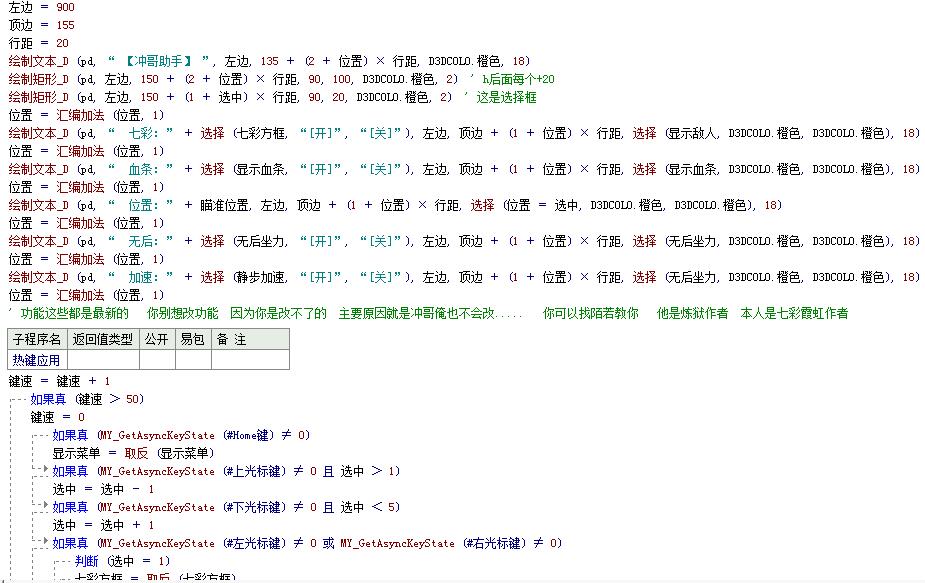 左边 = 900
顶边 = 155
行距 = 20
绘制文本_D (pd, “ 【冲哥助手】 ”, 左边, 135 + (2 + 位置) × 行距, D3DCOLO.橙色, 18)
绘制矩形_D (pd, 左边, 150 + (2 + 位置) × 行距, 90, 100, D3DCOLO.橙色, 2) ' h后面每个+20
绘制矩形_D (pd, 左边, 150 + (1 + 选中) × 行距, 90, 20, D3DCOLO.橙色, 2) ' 这是选择框
位置 = 汇编加法 (位置, 1)
绘制文本_D (pd, “ 七彩：” + 选择 (七彩方框, “[开]”, “[关]”), 左边, 顶边 + (1 + 位置) × 行距, 选择 (显示敌人, D3DCOLO.橙色, D3DCOLO.橙色), 18)
位置 = 汇编加法 (位置, 1)
绘制文本_D (pd, “ 血条：” + 选择 (显示血条, “[开]”, “[关]”), 左边, 顶边 + (1 + 位置) × 行距, 选择 (显示血条, D3DCOLO.橙色, D3DCOLO.橙色), 18)
位置 = 汇编加法 (位置, 1)
绘制文本_D (pd, “ 位置：” + 瞄准位置, 左边, 顶边 + (1 + 位置) × 行距, 选择 (位置 = 选中, D3DCOLO.橙色, D3DCOLO.橙色), 18)
位置 = 汇编加法 (位置, 1)
绘制文本_D (pd, “ 无后：” + 选择 (无后坐力, “[开]”, “[关]”), 左边, 顶边 + (1 + 位置) × 行距, 选择 (无后坐力, D3DCOLO.橙色, D3DCOLO.橙色), 18)
位置 = 汇编加法 (位置, 1)
绘制文本_D (pd, “ 加速：” + 选择 (静步加速, “[开]”, “[关]”), 左边, 顶边 + (1 + 位置) × 行距, 选择 (无后坐力, D3DCOLO.橙色, D3DCOLO.橙色), 18)
位置 = 汇编加法 (位置, 1)
' 功能这些都是最新的 你别想改功能 因为你是改不了的 主要原因就是冲哥俺也不会改..... 你可以找陌若教你 他是炼狱作者 本人是七彩霞虹作者
子程序名 返回值类型 公开 易包 备 注
热键应用
键速 = 键速 + 1
如果真 (键速 > 50)
键速 = 0
如果真 (MY_GetAsyncKeyState (#Home键) ≠ 0)
显示菜单 = 取反 (显示菜单)
如果真 (MY_GetAsyncKeyState (#上光标键) ≠ 0 且 选中 > 1)
选中 = 选中 - 1
如果真 (MY_GetAsyncKeyState (#下光标键) ≠ 0 且 选中 < 5)
选中 = 选中 + 1
如果真 (MY_GetAsyncKeyState (#左光标键) ≠ 0 或 MY_GetAsyncKeyState (#右光标键) ≠ 0)
判断 (选中 = 1)
七彩方框 = 取反 (七彩方框)